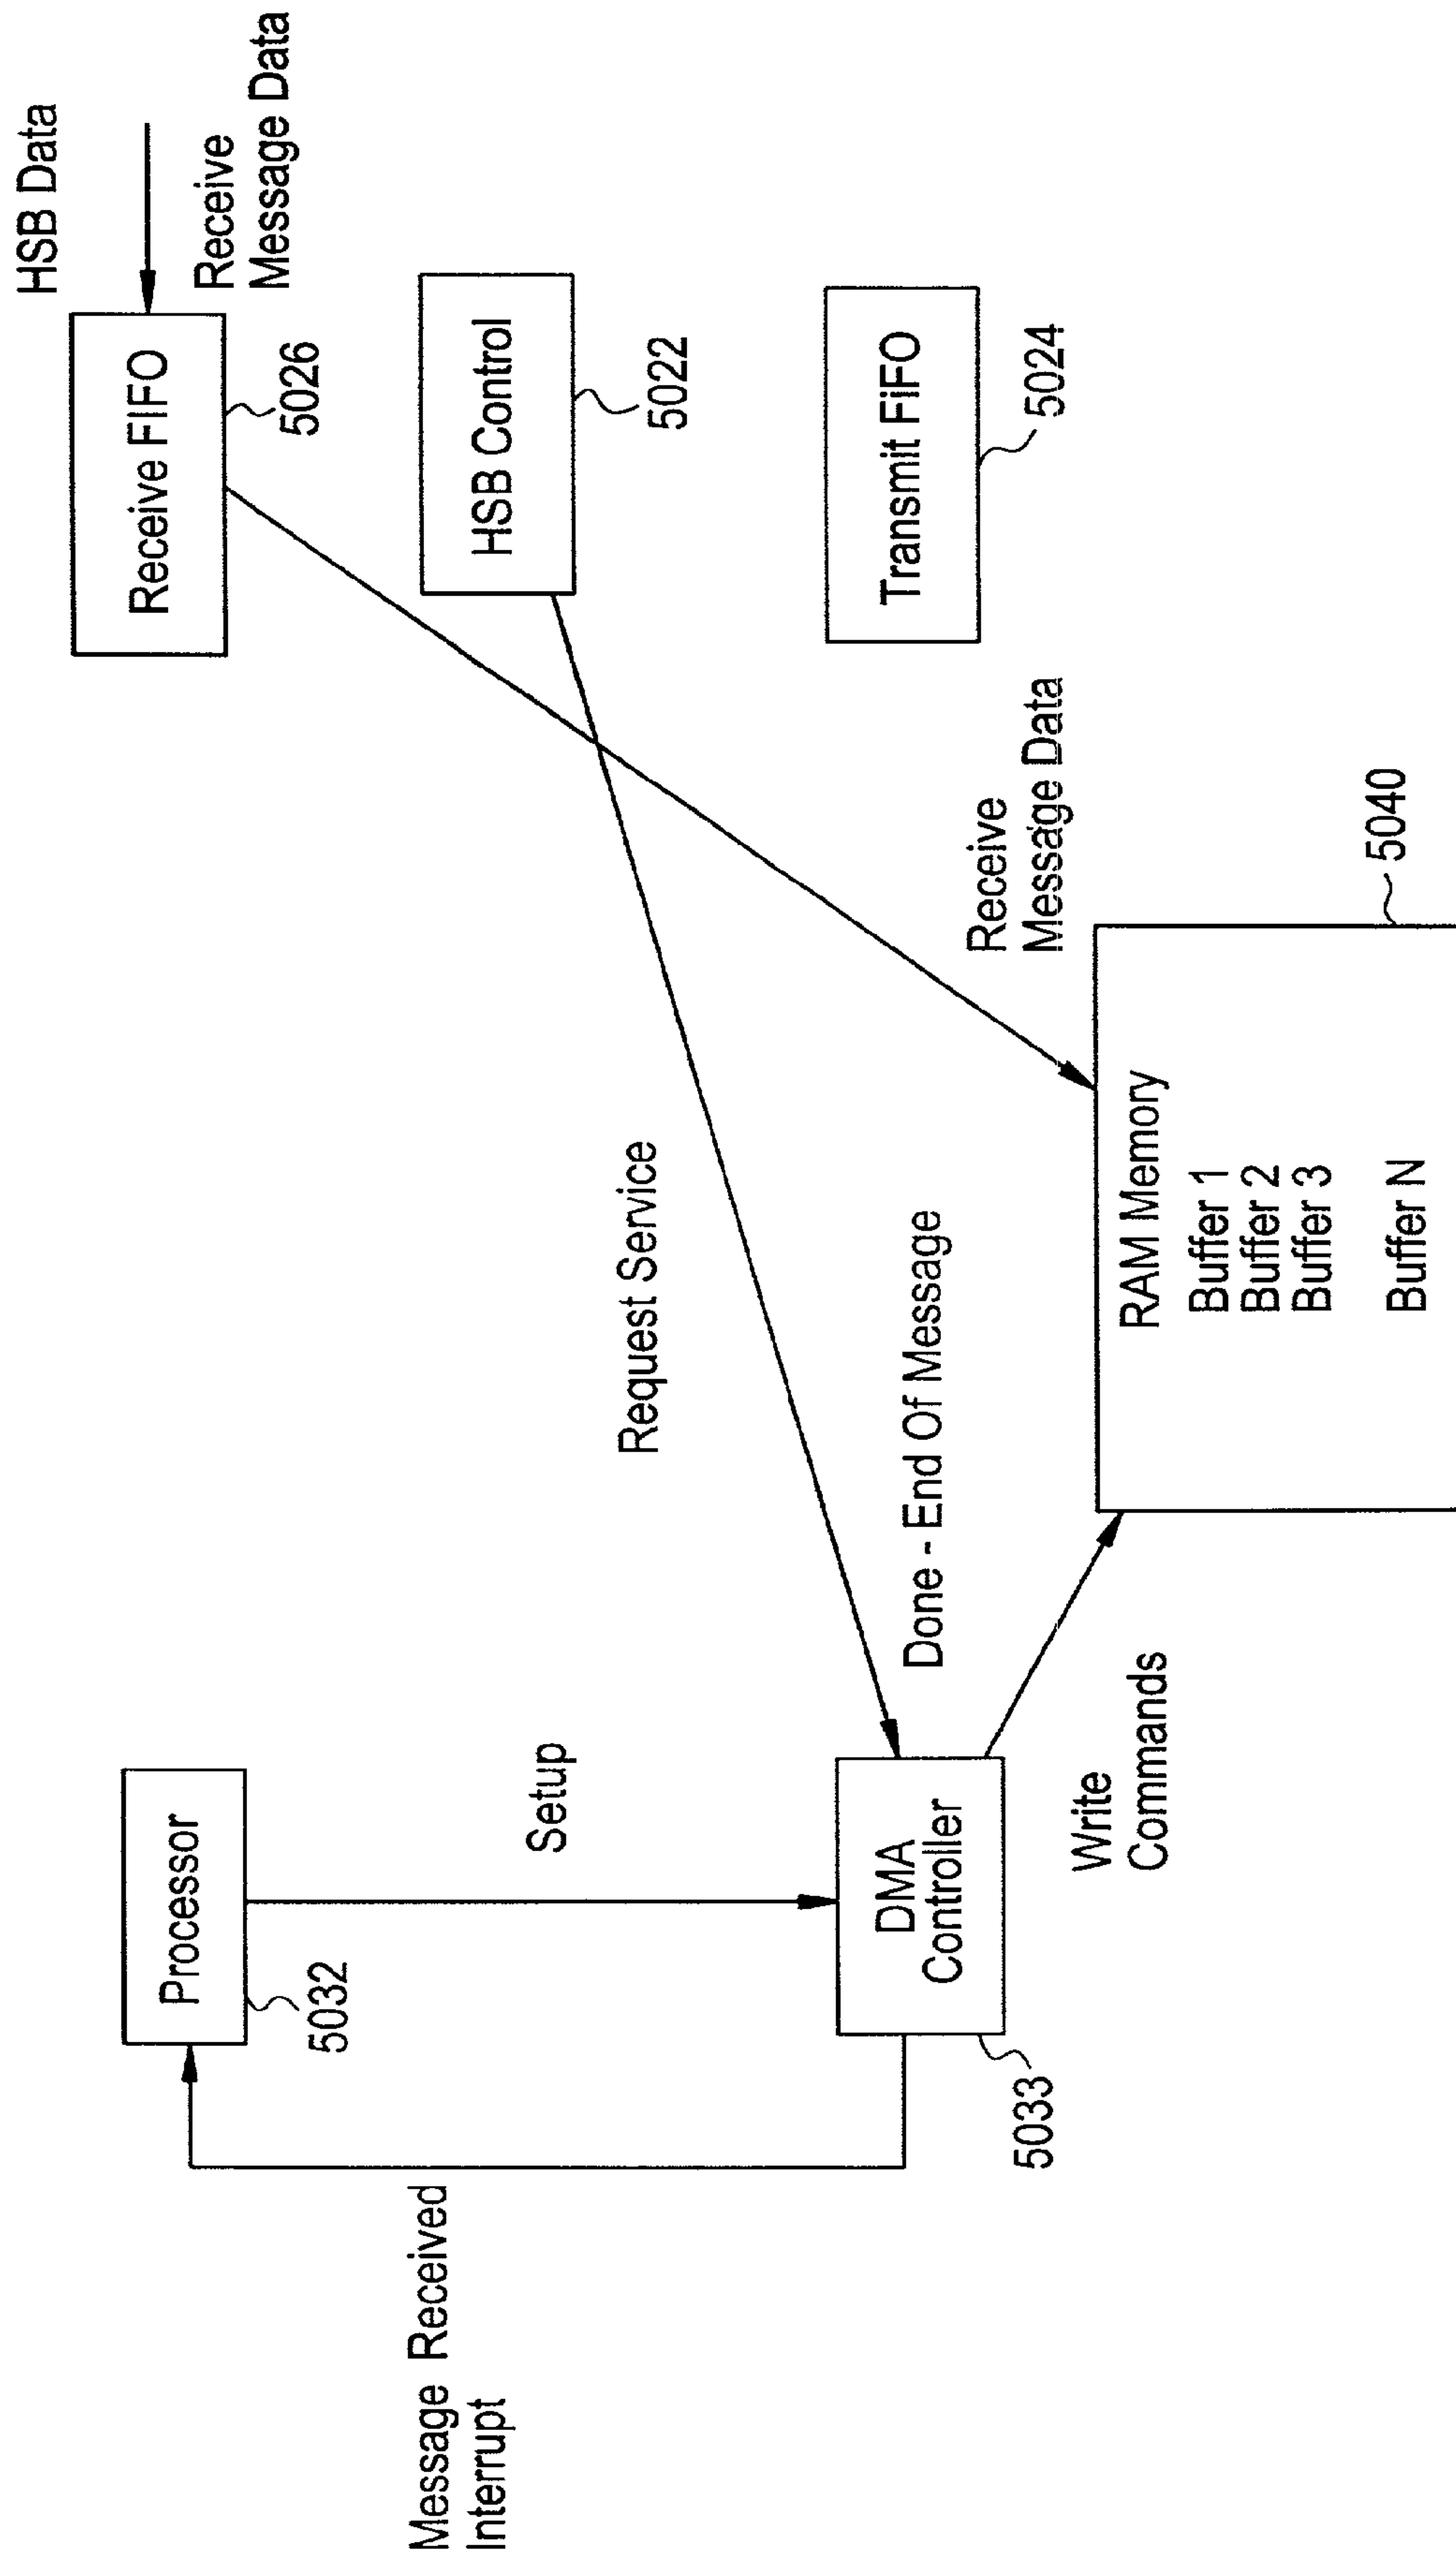 HSB Data
Receive FIFO
Receive
Message Data
5026
HSB Control
5022
Transmit FiFO
5024
Processor
5032
Message Received
Interrupt
Setup
Request Service
DMA
Controller
5033
Done - End Of Message
Write
Commands
Receive
Message Data
RAM Memory
Buffer 1
Buffer 2
Buffer 3
Buffer N
5040